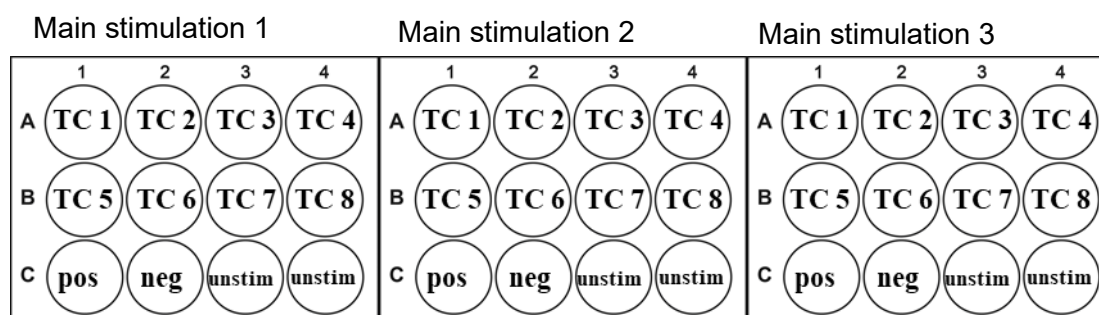 Main stimulation 1 Main stimulation 2 Main stimulation 3
1 2 3 4 1 2 3 4 1 2 3 4
A TC 1 TC 2 TC 3 TC 4 A TC 1 TC 2 TC 3 TC 4 A TC 1 TC 2 TC 3 TC 4
B TC 5 TC 6 TC 7 TC 8 B TC 5 TC 6 TC 7 TC 8 B TC 5 TC 6 TC 7 TC 8
C pos neg unstim unstim C pos neg unstim unstim C pos neg unstim unstim